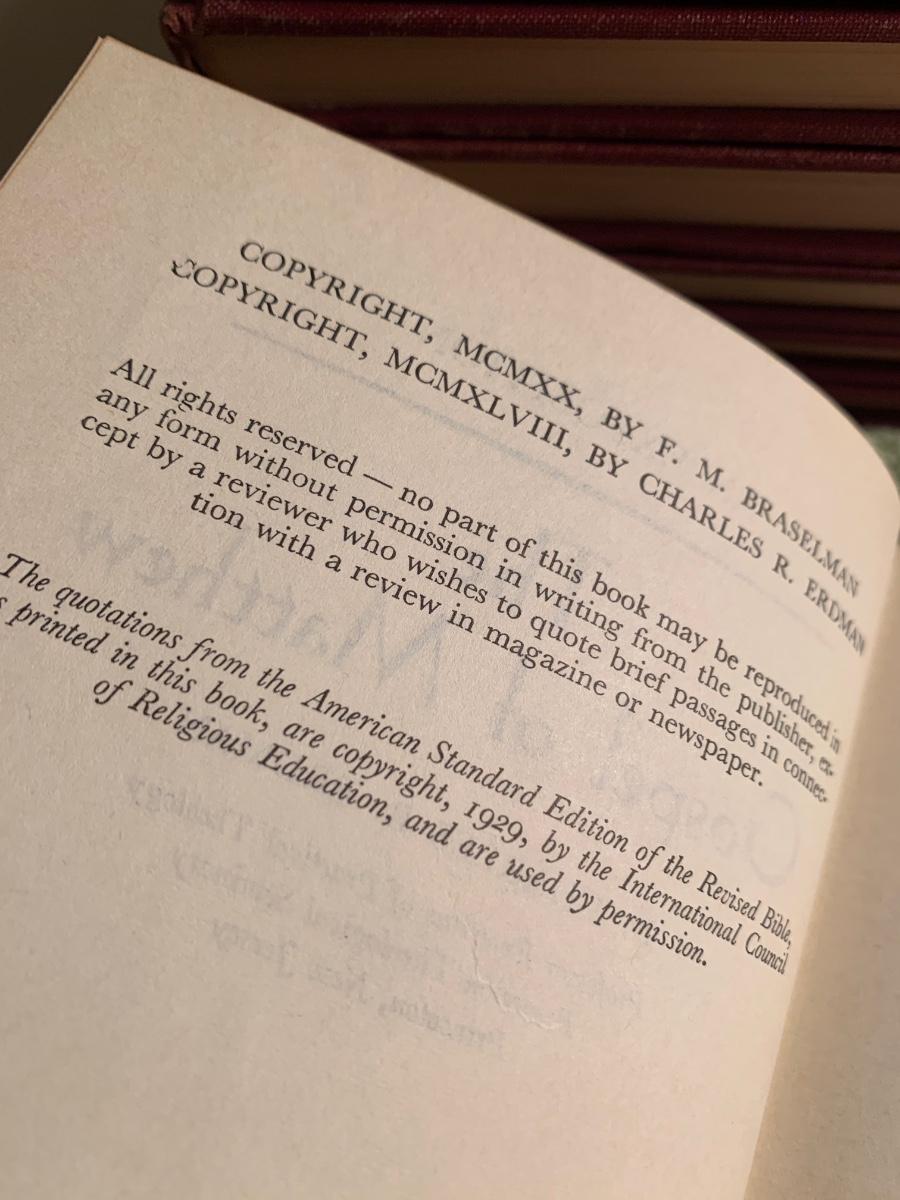 COPYRIGHT, MCMXX, BY F. M. BRASELMAN
COPYRIGHT, MCMXLVIII, BY CHARLES R. ERDMAN
All rights reserved — no part of this book may be reproduced in
any form without permission in writing from the publisher, ex-
cept by a reviewer who wishes to quote brief passages in connec-
tion with a review in magazine or newspaper.
The quotations from the American Standard Edition of the Revised Bible,
printed in this book, are copyright, 1929, by the International Council
of Religious Education, and are used by permission.